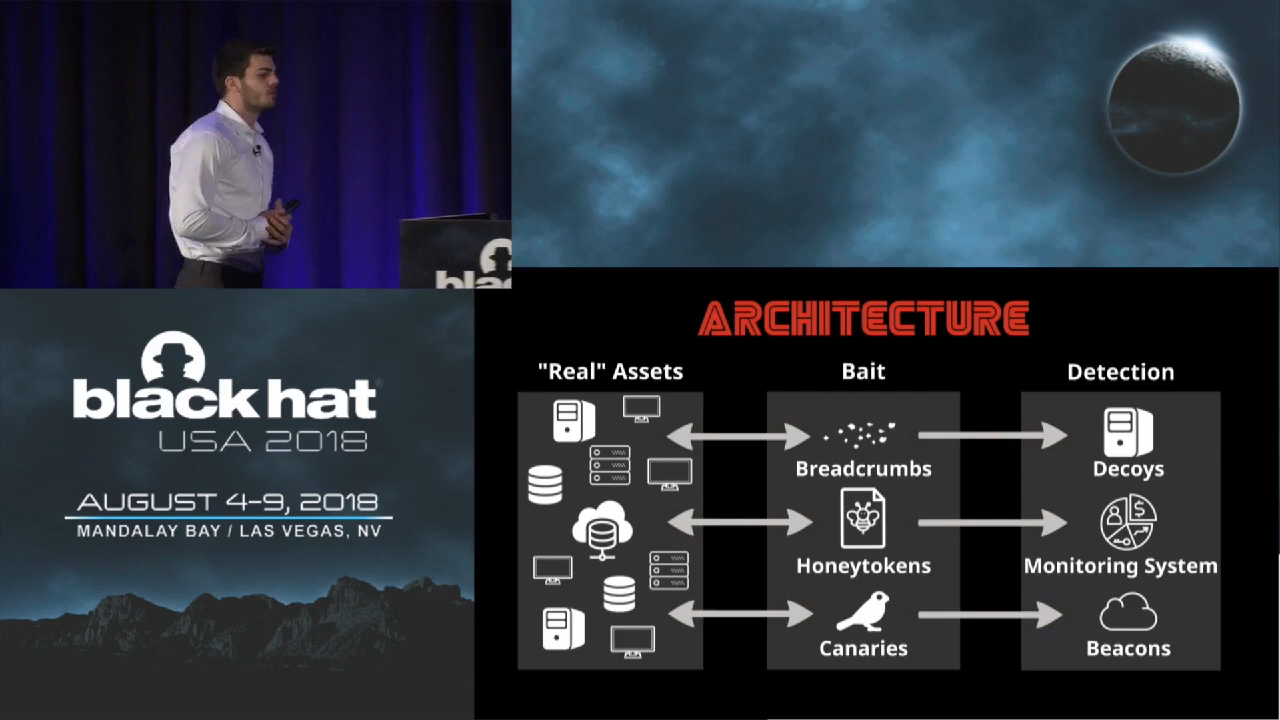 blac
black hat
USA 2018
AUGUST 4-9, 2018
MANDALAY BAY / LAS VEGAS, NV
ARCHITECTURE
"Real" Assets
Bait
Detection
Breadcrumbs
Decoys
Honeytokens
Monitoring System
Canaries
Beacons